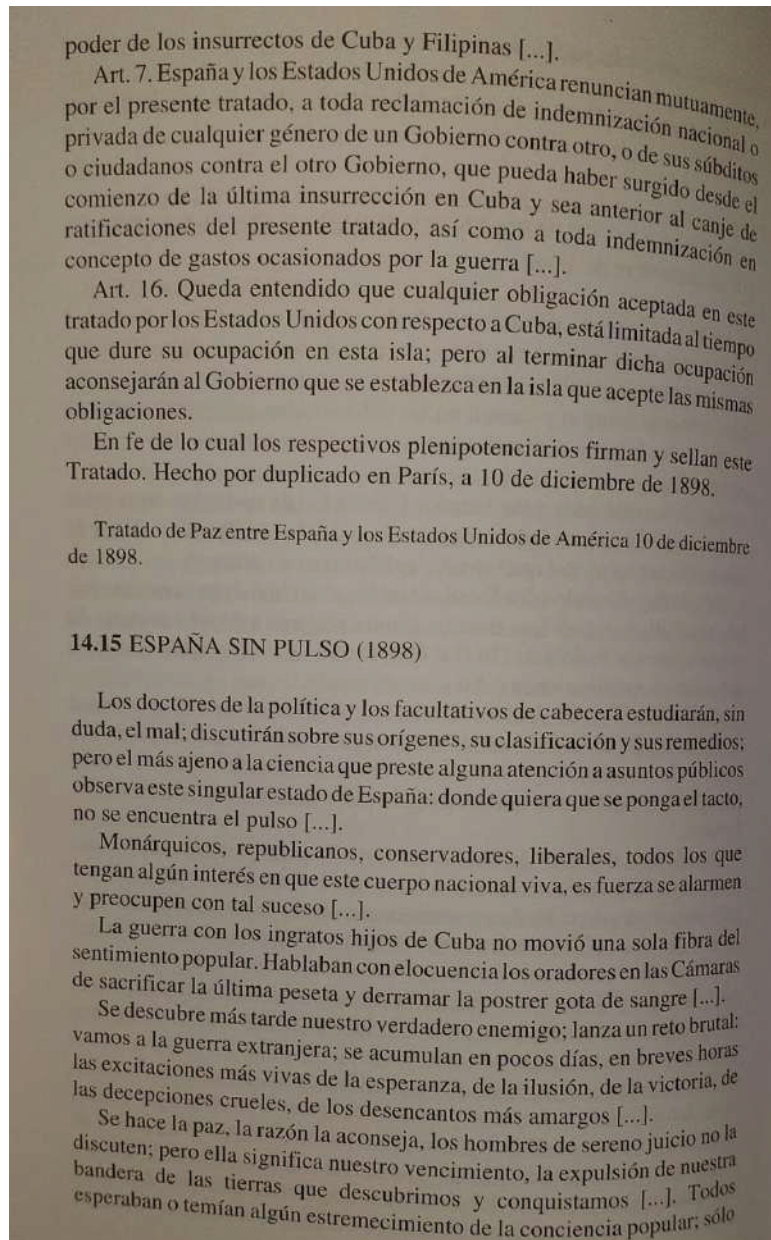 poder de los insurrectos de Cuba y Filipinas [...].
Art. 7. España y los Estados Unidos de América renuncian mutuamente,
por el presente tratado, a toda reclamación de indemnización nacional o
privada de cualquier género de un Gobierno contra otro, o de sus súbditos
o ciudadanos contra el otro Gobierno, que pueda haber surgido desde el
comienzo de la última insurrección en Cuba y sea anterior al canje de
ratificaciones del presente tratado, así como a toda indemnización en
concepto de gastos ocasionados por la guerra [...].
Art. 16. Queda entendido que cualquier obligación aceptada en este
tratado por los Estados Unidos con respecto a Cuba, está limitada al tiempo
que dure su ocupación en esta isla; pero al terminar dicha ocupación
aconsejarán al Gobierno que se establezca en la isla que acepte las mismas
obligaciones.
En fe de lo cual los respectivos plenipotenciarios firman y sellan este
Tratado. Hecho por duplicado en París, a 10 de diciembre de 1898.
Tratado de Paz entre España y los Estados Unidos de América 10 de diciembre
de 1898.
14.15 ESPAÑA SIN PULSO (1898)
Los doctores de la política y los facultativos de cabecera estudiarán, sin
duda, el mal; discutirán sobre sus orígenes, su clasificación y sus remedios;
pero el más ajeno a la ciencia que preste alguna atención a asuntos públicos
observa este singular estado de España: donde quiera que se ponga el tacto,
no se encuentra el pulso [...].
Monárquicos, republicanos, conservadores, liberales, todos los que
tengan algún interés en que este cuerpo nacional viva, es fuerza se alarmen
y preocupen con tal suceso [...].
La guerra con los ingratos hijos de Cuba no movió una sola fibra del
sentimiento popular. Hablaban con elocuencia los oradores en las Cámaras
de sacrificar la última peseta y derramar la postrer gota de sangre [...].
Se descubre más tarde nuestro verdadero enemigo; lanza un reto brutal:
vamos a la guerra extranjera; se acumulan en pocos días, en breves horas
las excitaciones más vivas de la esperanza, de la ilusión, de la victoria, de
las decepciones crueles, de los desencantos más amargos [...].
Se hace la paz, la razón la aconseja, los hombres de sereno juicio no la
discuten; pero ella significa nuestro vencimiento, la expulsión de nuestra
bandera de las tierras que descubrimos y conquistamos [...]. Todos
esperaban o temían algún estremecimiento de la conciencia popular; sólo